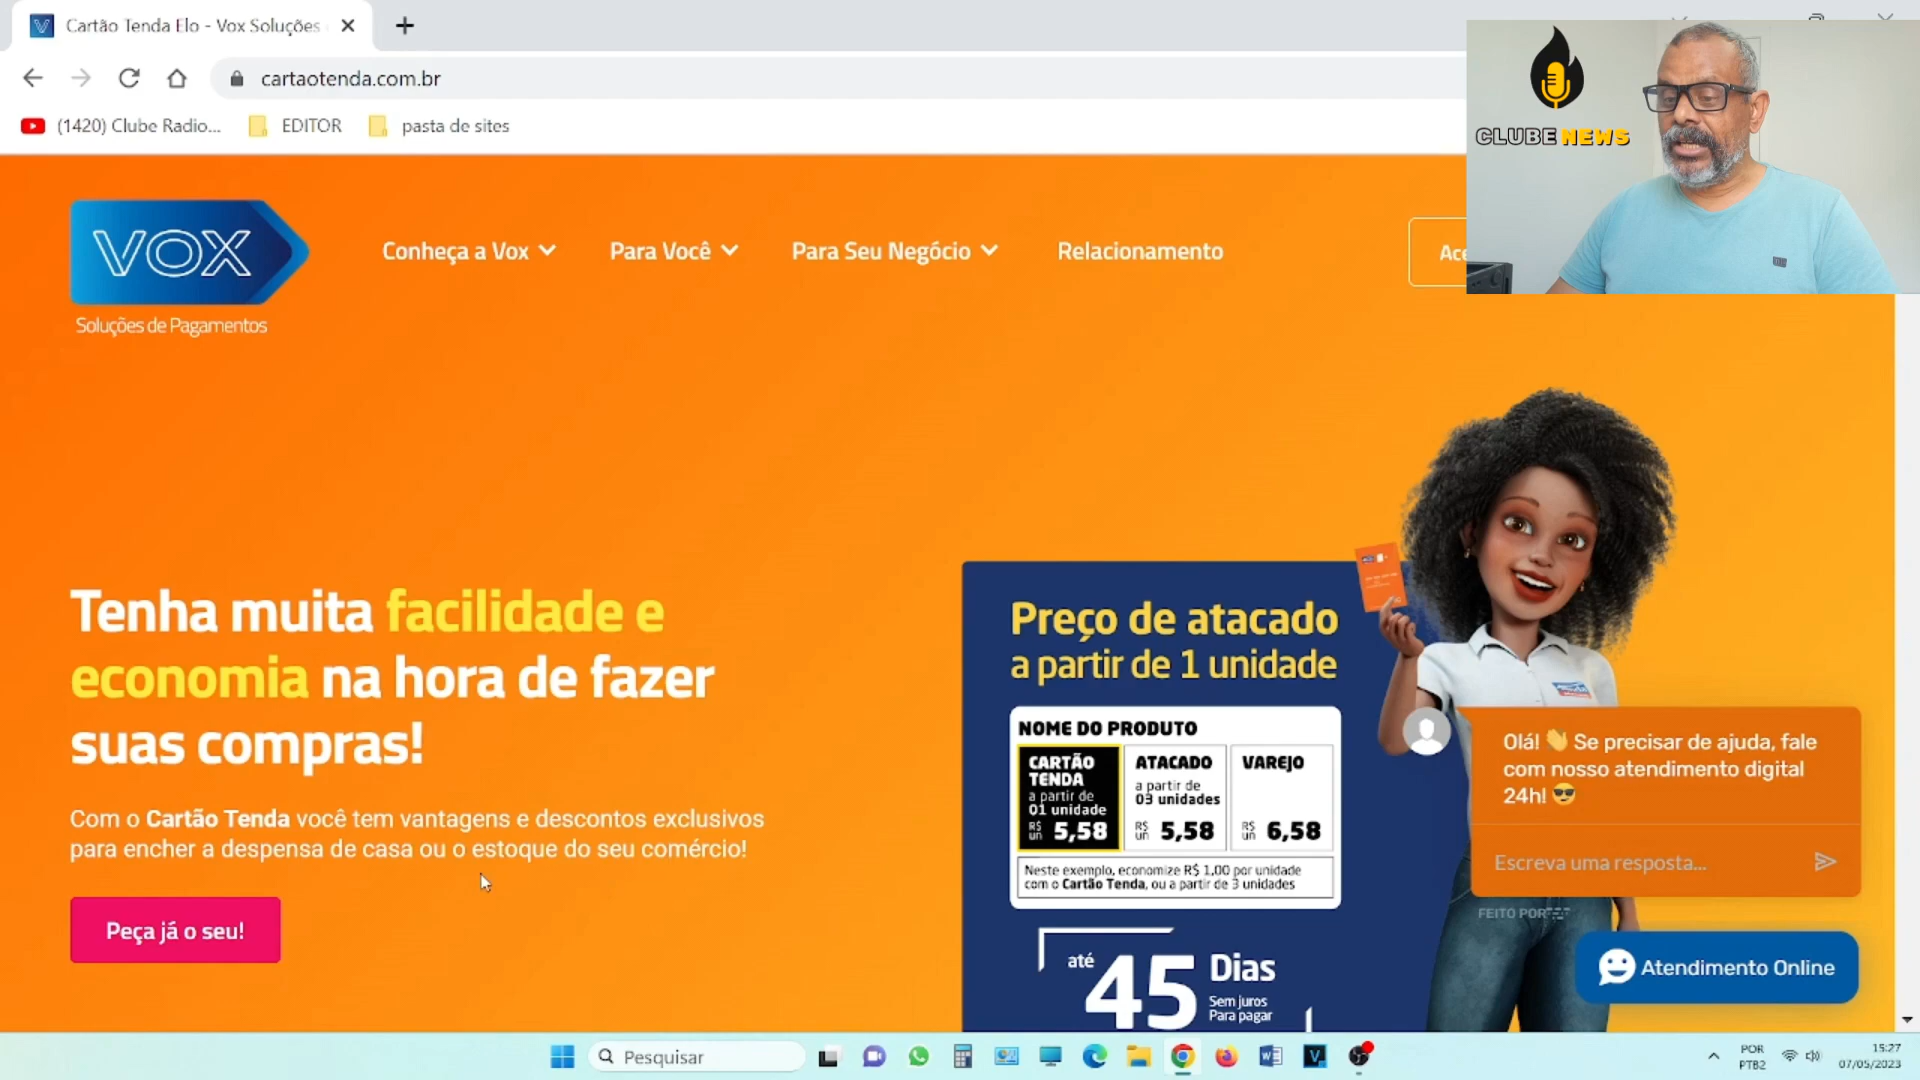 Cartão Tenda Elo - Vox Soluções
cartaotenda.com.br
(1420) Clube Radio...
EDITOR
pasta de sites
CLUBE NEWS
VOX
Soluções de Pagamentos
Conheça a Vox
Para Você
Para Seu Negócio
Relacionamento
Ace
Tenha muita facilidade e
economia na hora de fazer
suas compras!
Com o Cartão Tenda você tem vantagens e descontos exclusivos
para encher a despensa de casa ou o estoque do seu comércio!
Peça já o seu!
Preço de atacado
a partir de 1 unidade
NOME DO PRODUTO
CARTÃO
TENDA
a partir de
01 unidade
R$ un 5,58
ATACADO
a partir de
03 unidades
R$ un 5,58
VAREJO
R$ un 6,58
Neste exemplo, economize R$ 1,00 por unidade
com o Cartão Tenda, ou a partir de 3 unidades
até 45 Dias
Sem juros
Para pagar
Olá! 👋 Se precisar de ajuda, fale
com nosso atendimento digital
24h! 😎
Escreva uma resposta...
FEITO POR
Atendimento Online
Pesquisar
POR
PTB2
15:27
07/05/2023